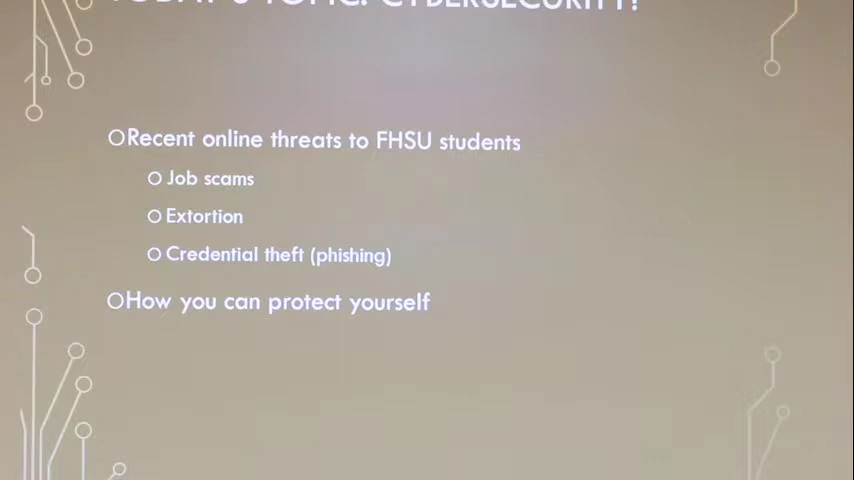 TODAY'S TOPIC: CYBERSECURITY!
Recent online threats to FHSU students
Job scams
Extortion
Credential theft (phishing)
How you can protect yourself